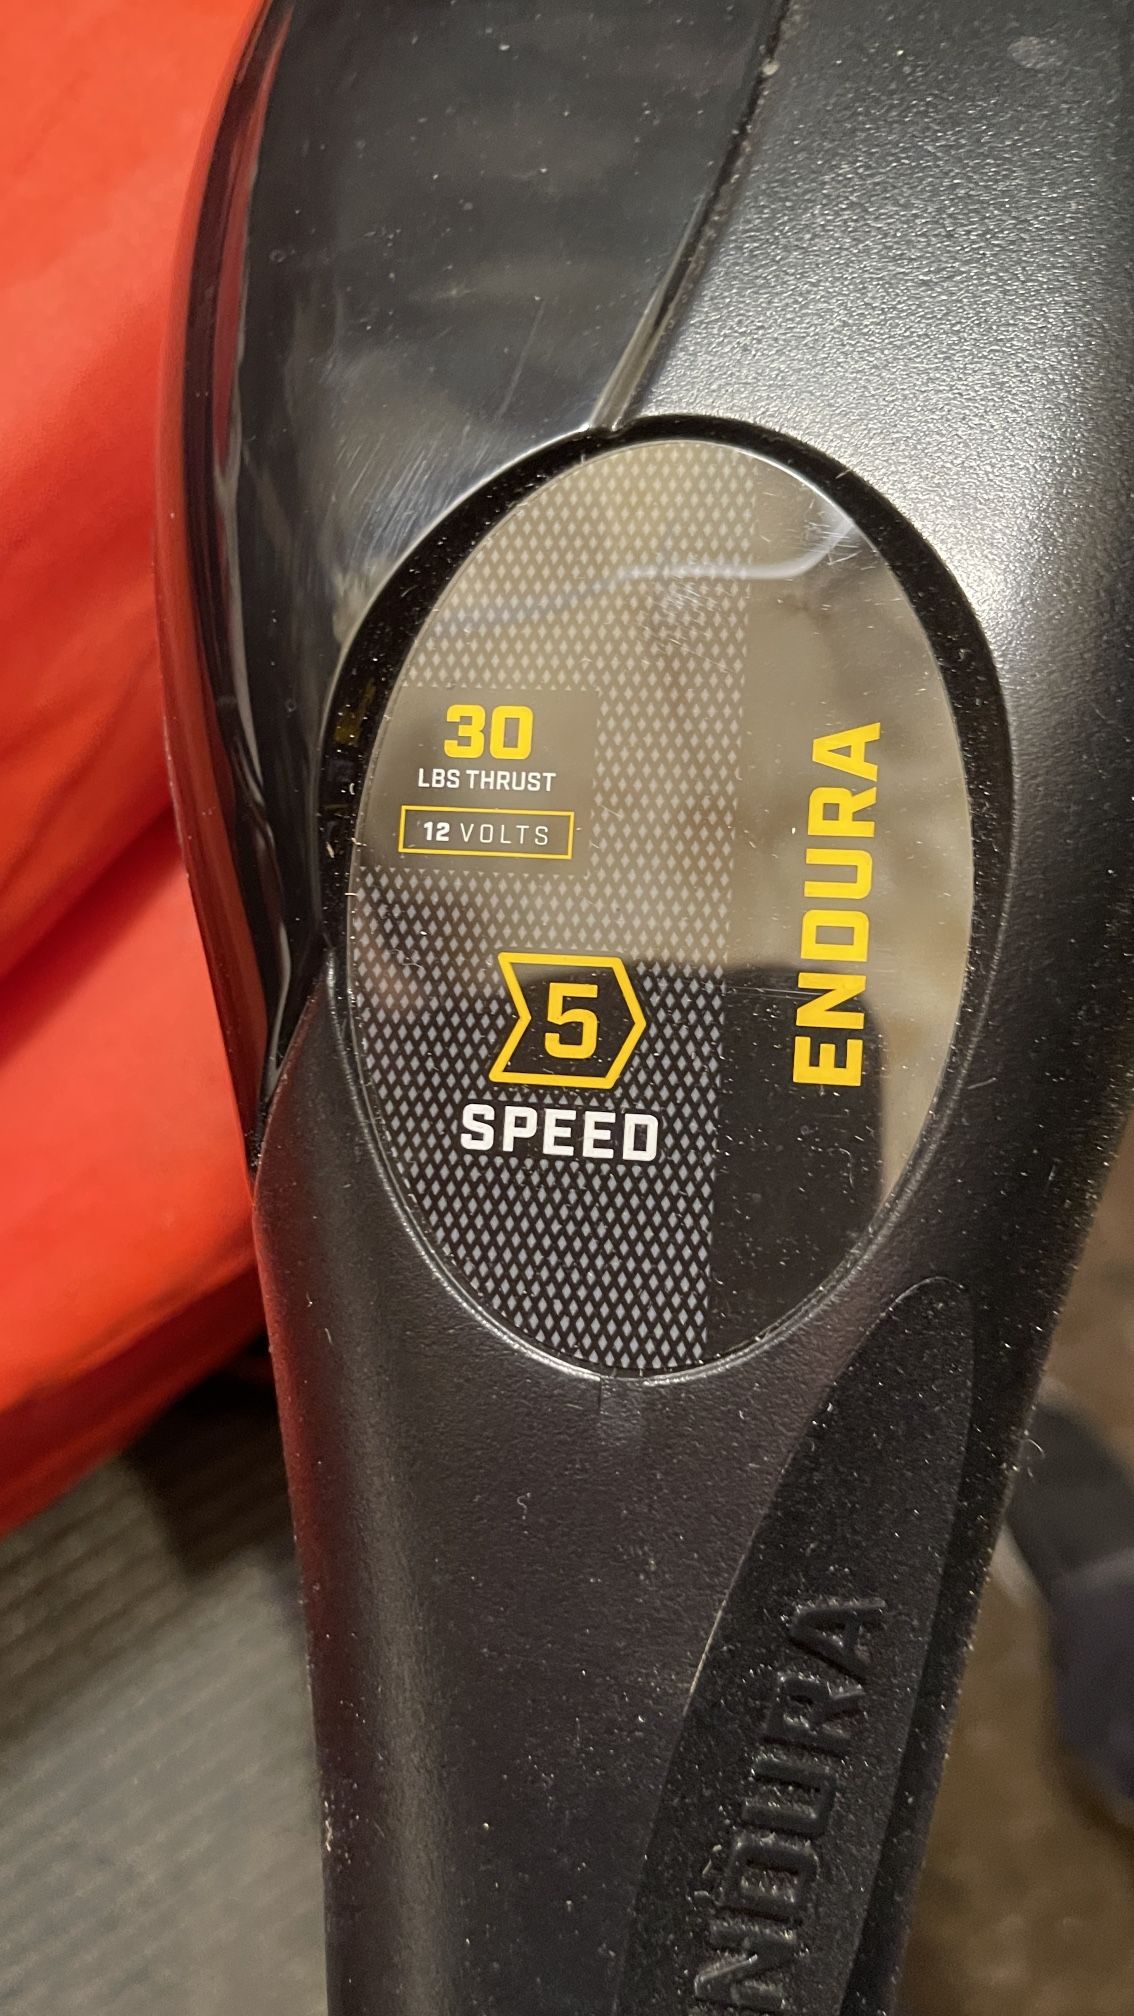 30
LBS THRUST
12 VOLTS
5
SPEED
ENDURA
ENDURA